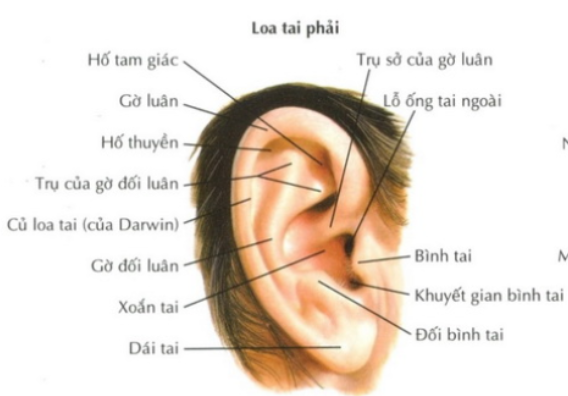 Loa tai phải
Hố tam giác
Gờ luân
Hố thuyền
Trụ của gờ đối luân
Củ loa tai (của Darwin)
Gờ đối luân
Xoắn tai
Dái tai
Trụ sở của gờ luân
Lỗ ống tai ngoài
Bình tai
Khuyết gian bình tai
Đối bình tai
N
M